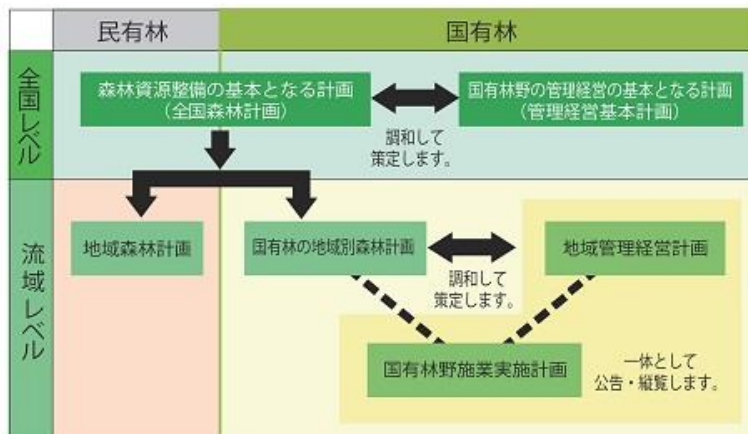 民有林
国有林
全国レベル
森林資源整備の基本となる計画
（全国森林計画）
国有林野の管理経営の基本となる計画
（管理経営基本計画）
調和して
策定します。
流域レベル
地域森林計画
国有林の地域別森林計画
地域管理経営計画
調和して
策定します。
国有林野施業実施計画
一体として
公告・縦覧します。